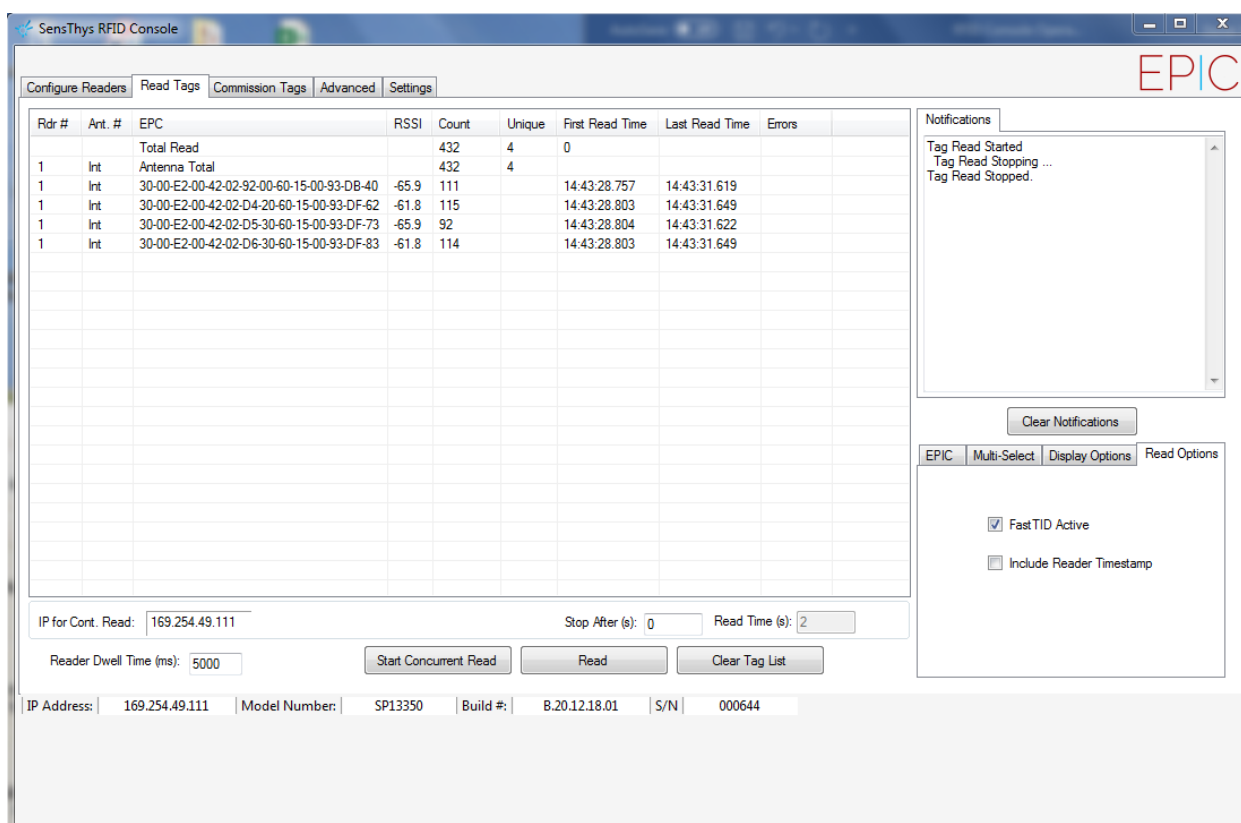 SensThys RFID Console
EPIC
Configure Readers Read Tags Commission Tags Advanced Settings
Rdr # Ant. # EPC RSSI Count Unique First Read Time Last Read Time Errors
Total Read 432 4 0
1 Int Antenna Total 432 4
1 Int 30-00-E2-00-42-02-92-00-60-15-00-93-DB-40 -65.9 111 14:43:28.757 14:43:31.619
1 Int 30-00-E2-00-42-02-D4-20-60-15-00-93-DF-62 -61.8 115 14:43:28.803 14:43:31.649
1 Int 30-00-E2-00-42-02-D5-30-60-15-00-93-DF-73 -65.9 92 14:43:28.804 14:43:31.622
1 Int 30-00-E2-00-42-02-D6-30-60-15-00-93-DF-83 -61.8 114 14:43:28.803 14:43:31.649
Notifications
Tag Read Started
Tag Read Stopping ...
Tag Read Stopped.
Clear Notifications
EPIC Multi-Select Display Options Read Options
FastTID Active
Include Reader Timestamp
IP for Cont. Read: 169.254.49.111 Stop After (s): 0 Read Time (s): 2
Reader Dwell Time (ms): 5000 Start Concurrent Read Read Clear Tag List
IP Address: 169.254.49.111 Model Number: SP13350 Build #: B.20.12.18.01 S/N 000644